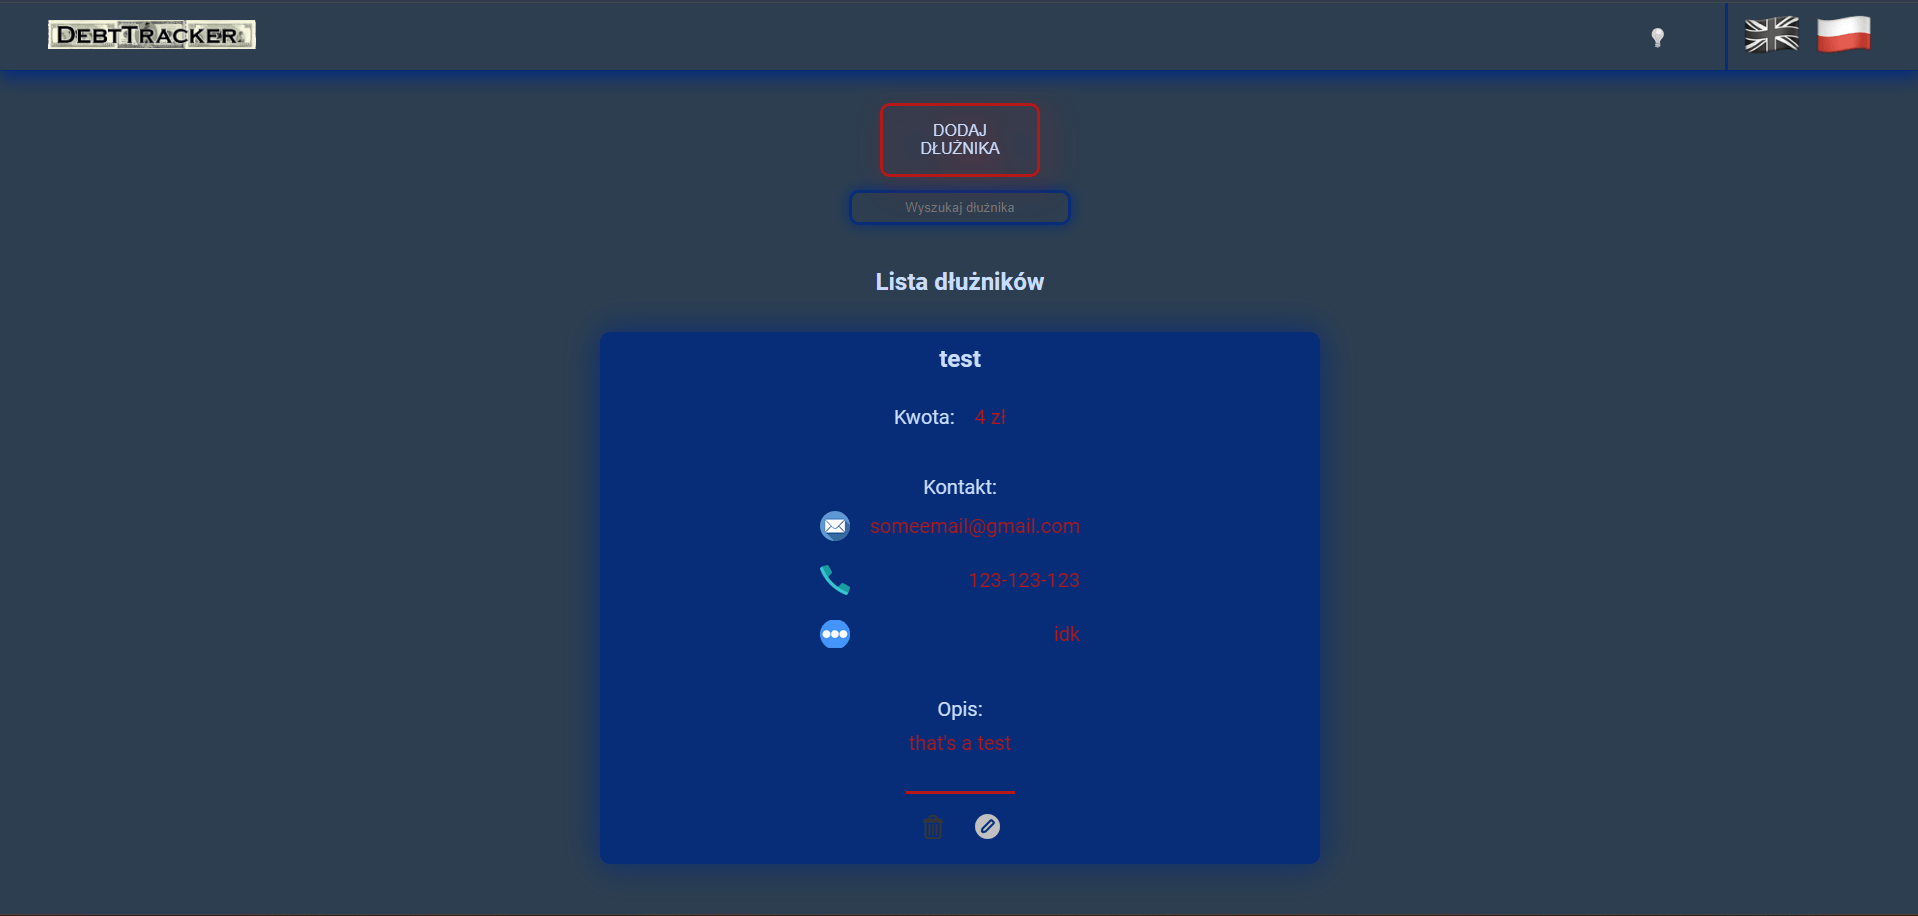 DEBTTRACKER
DODAJ
DŁUŻNIKA
Wyszukaj dłużnika
Lista dłużników
test
Kwota: 4 zł
Kontakt:
someemail@gmail.com
123-123-123
idk
Opis:
that's a test